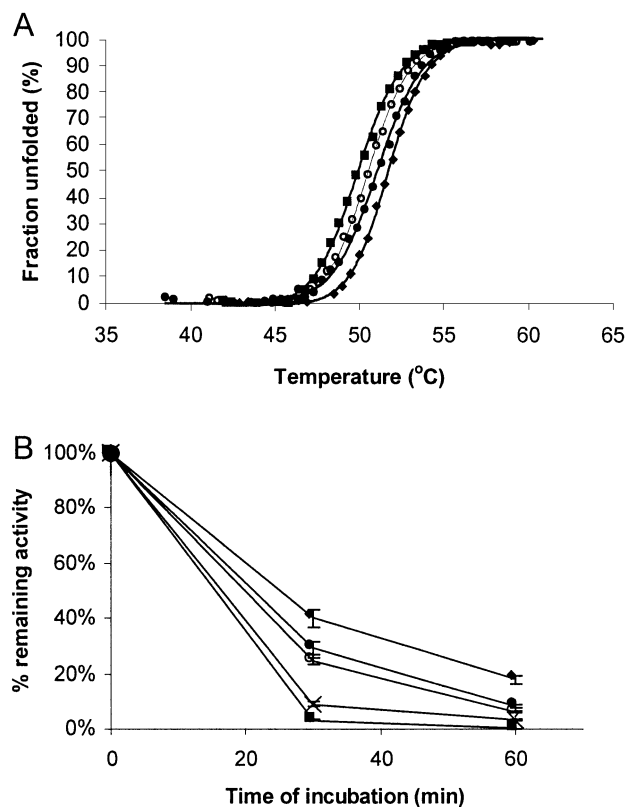 A
Fraction unfolded (%)
100
90
80
70
60
50
40
30
20
10
0
35 40 45 50 55 60 65
Temperature (°C)
B
% remaining activity
100%
80%
60%
40%
20%
0%
0 20 40 60
Time of incubation (min)